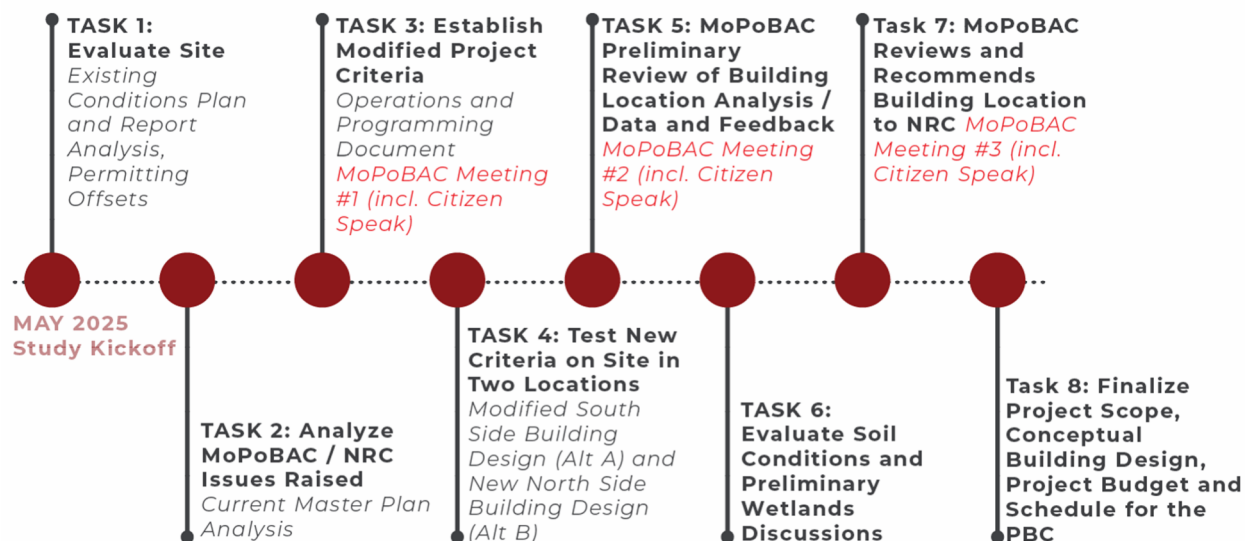 TASK 1:
Evaluate Site
Existing
Conditions Plan
and Report
Analysis,
Permitting
Offsets
MAY 2025
Study Kickoff
TASK 2: Analyze
MoPoBAC / NRC
Issues Raised
Current Master Plan
Analysis
TASK 3: Establish
Modified Project
Criteria
Operations and
Programming
Document
MoPoBAC Meeting
#1 (incl. Citizen
Speak)
TASK 4: Test New
Criteria on Site in
Two Locations
Modified South
Side Building
Design (Alt A) and
New North Side
Building Design
(Alt B)
TASK 5: MoPoBAC
Preliminary
Review of Building
Location Analysis /
Data and Feedback
MoPoBAC Meeting
#2 (incl. Citizen
Speak)
TASK 6:
Evaluate Soil
Conditions and
Preliminary
Wetlands
Discussions
Task 7: MoPoBAC
Reviews and
Recommends
Building Location
to NRC MoPoBAC
Meeting #3 (incl.
Citizen Speak)
Task 8: Finalize
Project Scope,
Conceptual
Building Design,
Project Budget and
Schedule for the
PBC